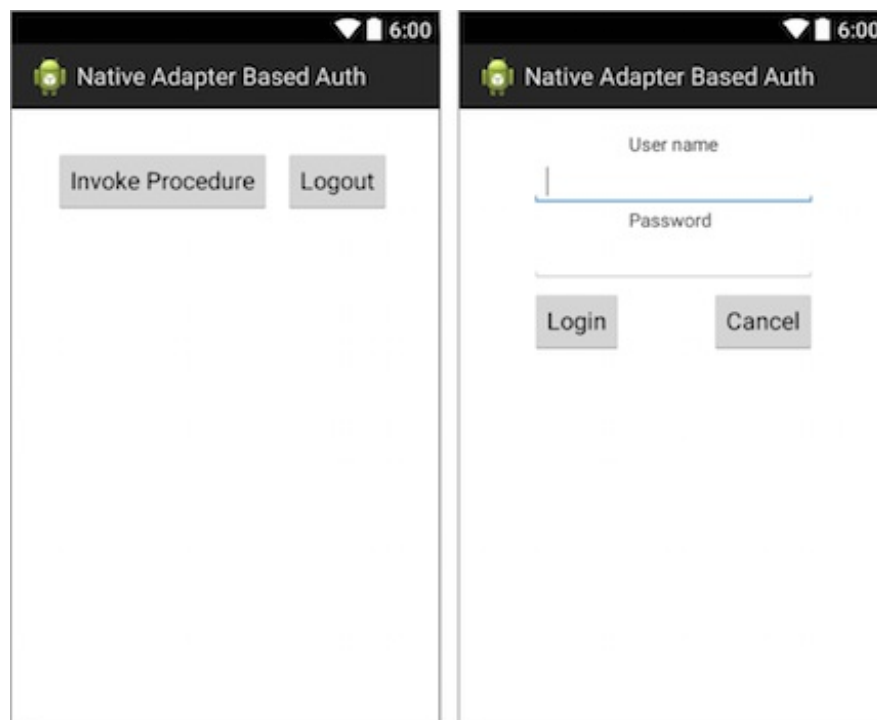 6:00
Native Adapter Based Auth
Invoke Procedure
Logout
6:00
Native Adapter Based Auth
User name
Password
Login
Cancel